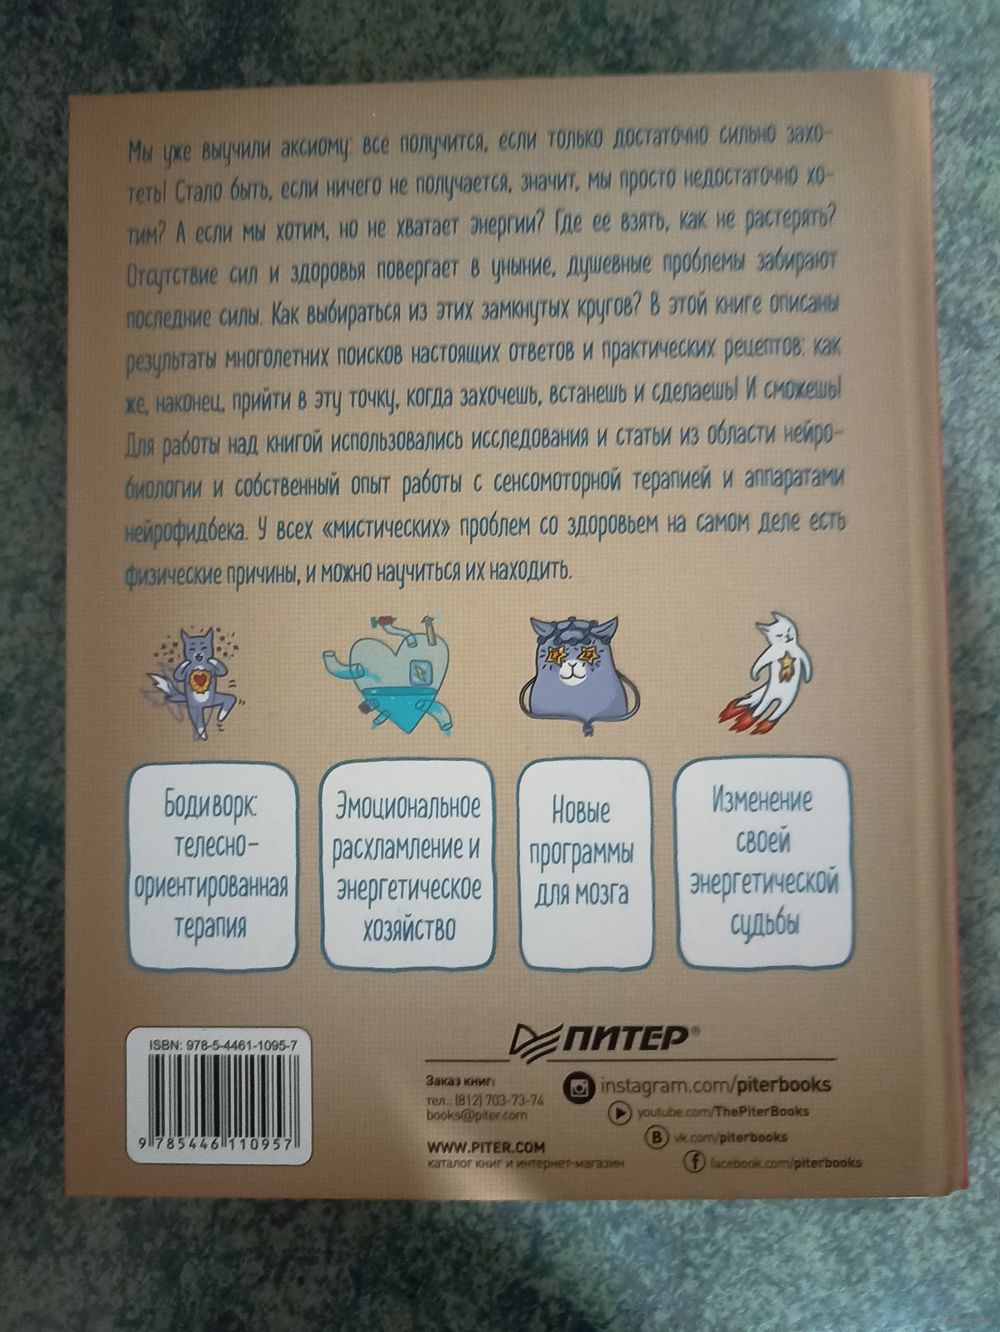 Мы уже выучили аксиому: все получится, если только достаточно сильно захо-
теть! Стало быть, если ничего не получается, значит, мы просто недостаточно хо-
тим? А если мы хотим, но не хватает энергии? Где ее взять, как не растерять?
Отсутствие сил и здоровья повергает в уныние, душевные проблемы забирают
последние силы. Как выбираться из этих замкнутых кругов? В этой книге описаны
результаты многолетних поисков настоящих ответов и практических рецептов: как
же, наконец, прийти в эту точку, когда захочешь, встанешь и сделаешь! И сможешь!
Для работы над книгой использовались исследования и статьи из области нейро-
биологии и собственный опыт работы с сенсомоторной терапией и аппаратами
нейрофидбека. У всех «мистических» проблем со здоровьем на самом деле есть
физические причины, и можно научиться их находить.
Бодиворк:
телесно-
ориентированная
терапия
Эмоциональное
расхламление и
энергетическое
хозяйство
Новые
программы
для мозга
Изменение
своей
энергетической
судьбы
ISBN: 978-5-4461-1095-7
9 785446 110957
ПИТЕР®
Заказ книг:
тел.: (812) 703-73-74
books@piter.com
WWW.PITER.COM
каталог книг и интернет-магазин
instagram.com/piterbooks
youtube.com/ThePiterBooks
B vk.com/piterbooks
f facebook.com/piterbooks